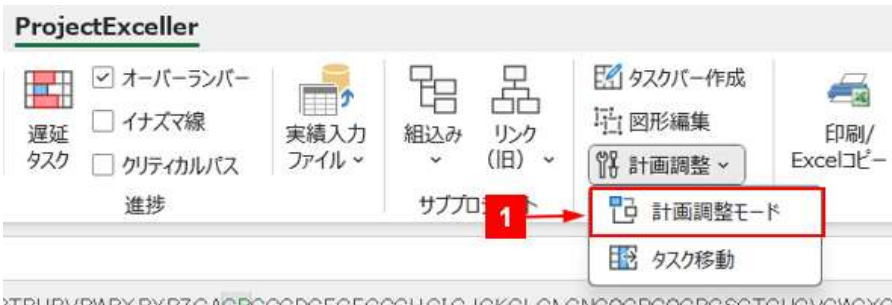 ProjectExceller
オーバーランバー
イナズマ線
クリティカルパス
遅延
タスク
進捗
実績入力
ファイル
組込み
リンク
(旧)
サブプロ
ト
タスクバー作成
図形編集
計画調整
印刷/
Excelコピー
1
計画調整モード
タスク移動